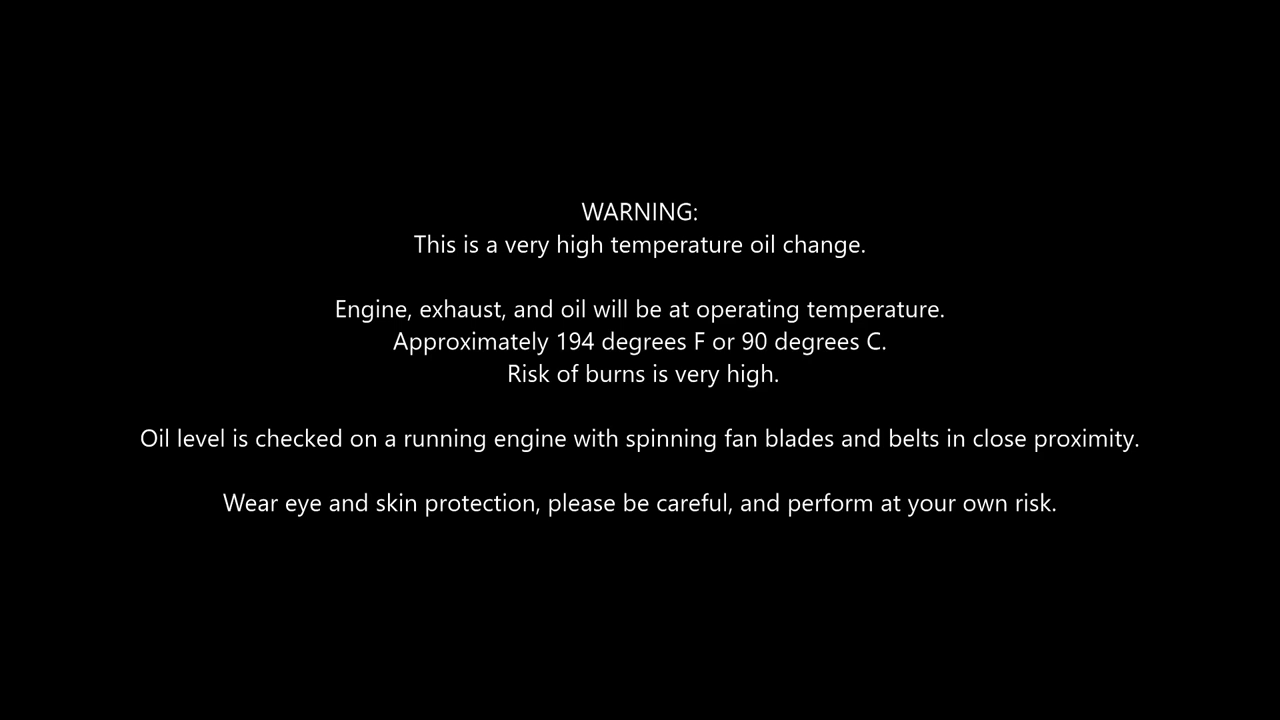 WARNING:
This is a very high temperature oil change.
Engine, exhaust, and oil will be at operating temperature.
Approximately 194 degrees F or 90 degrees C.
Risk of burns is very high.
Oil level is checked on a running engine with spinning fan blades and belts in close proximity.
Wear eye and skin protection, please be careful, and perform at your own risk.